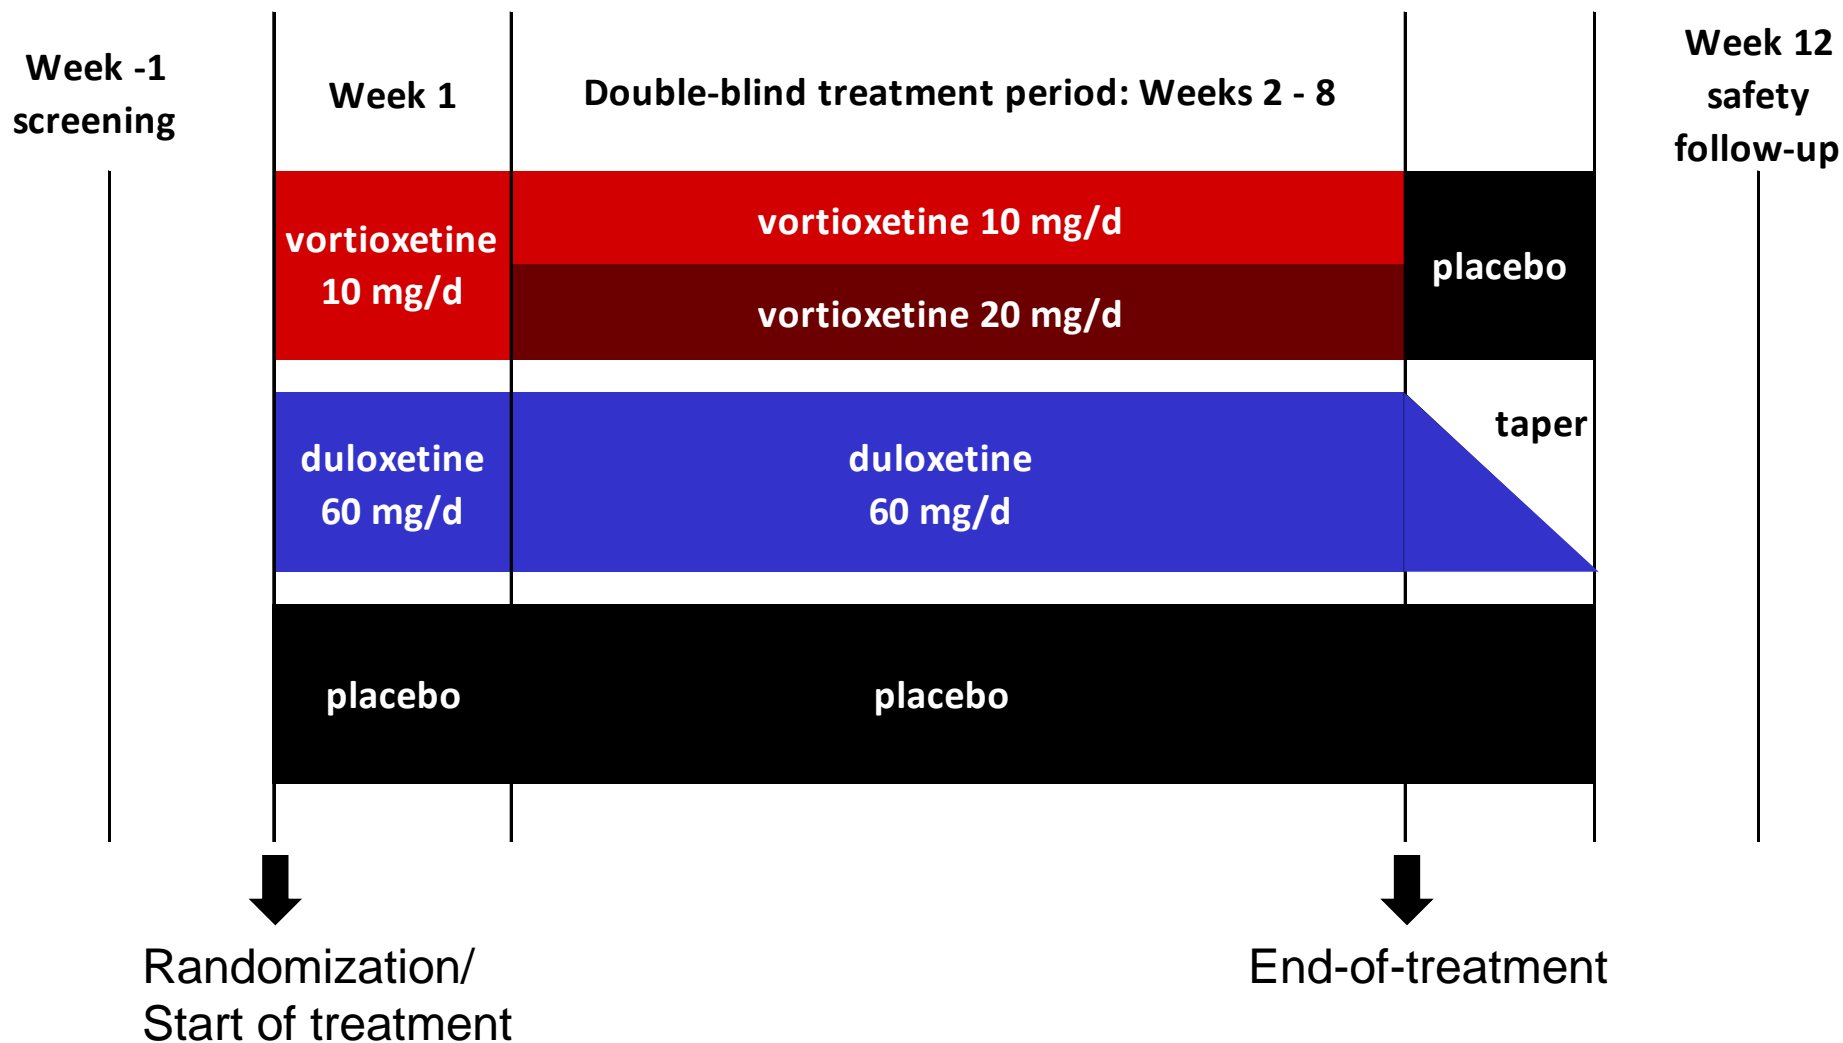 Week -1
screening
Week 1
Double-blind treatment period: Weeks 2 - 8
Week 12
safety
follow-up
vortioxetine
10 mg/d
vortioxetine 10 mg/d
vortioxetine 20 mg/d
placebo
duloxetine
60 mg/d
duloxetine
60 mg/d
taper
placebo
placebo
Randomization/
Start of treatment
End-of-treatment